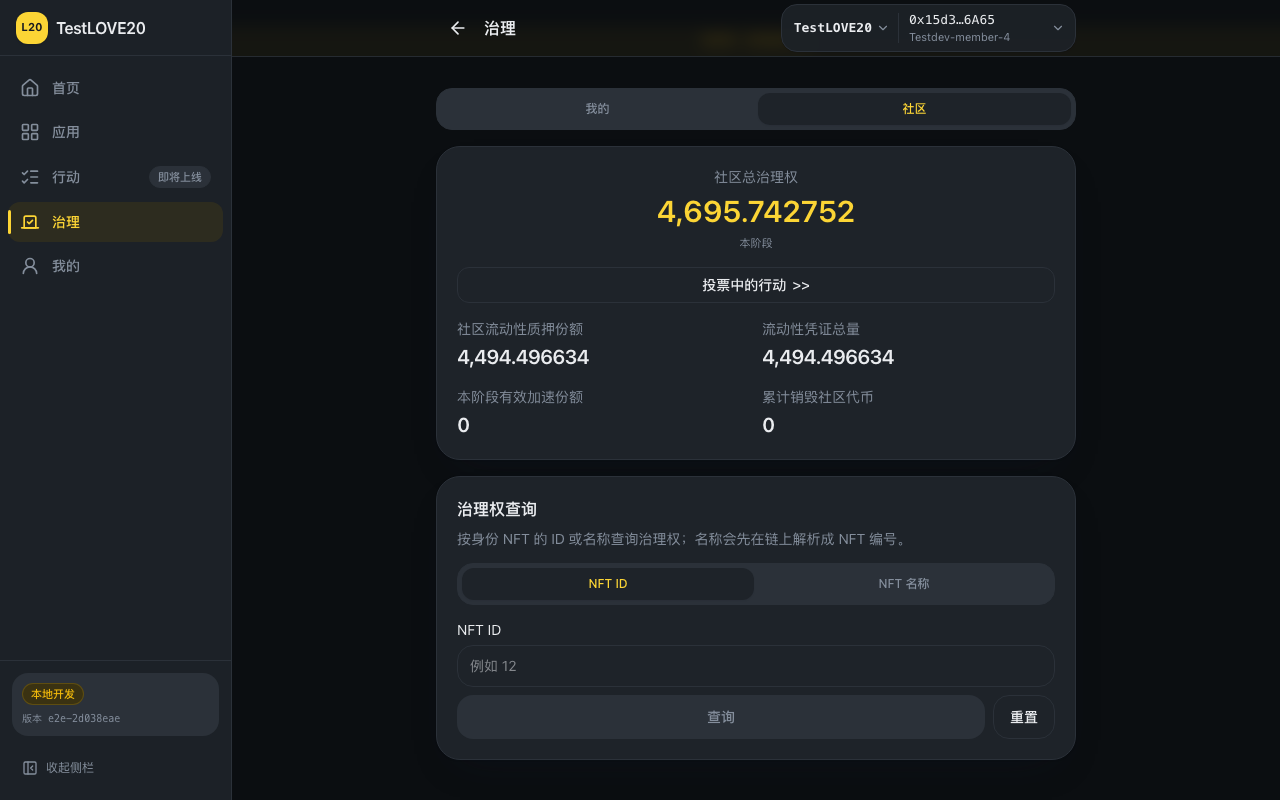 L20 TestLOVE20
首页
应用
行动 即将上线
治理
我的
本地开发
版本 e2e-2d038eae
收起侧栏
治理
TestLOVE20
0x15d3…6A65
Testdev-member-4
我的 社区
社区总治理权
4,695.742752
本阶段
投票中的行动 >>
社区流动性质押份额 流动性凭证总量
4,494.496634 4,494.496634
本阶段有效加速份额 累计销毁社区代币
0 0
治理权查询
按身份 NFT 的 ID 或名称查询治理权；名称会先在链上解析成 NFT 编号。
NFT ID NFT 名称
NFT ID
例如 12
查询 重置